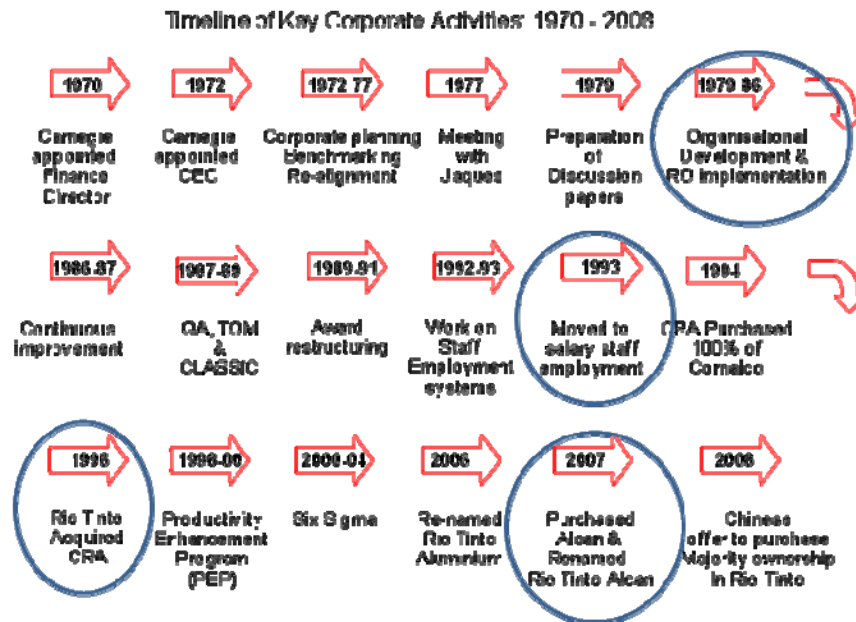 Timeline of Key Corporate Activities: 1970 - 2008
1970
1972
1972 77
1977
1979
1979 86
Carnegie
appointed
Finance
Director
Carnegie
appointed
CEO
Corporate planning
Benchmarking
Re-alignment
Meeting
with
Jaques
Preparation
of
Discussion
papers
Organisational
Development &
RO implementation
1986-87
1987-89
1989-91
1992-93
1993
1994
Continuous
improvement
QA, TQM
&
CLASSIC
Award
restructuring
Work on
Staff
Employment
systems
Moved to
salary staff
employment
CRA Purchased
100% of
Comalco
1996-00
2000-04
2006
2007
Rio Tinto
Acquired
CRA
Productivity
Enhancement
Program
(PEP)
Six Sigma
Re-named
Rio Tinto
Aluminium
Purchased
Alcan &
Renamed
Rio Tinto Alcan
Chinese
offer to purchase
Majority ownership
in Rio Tinto